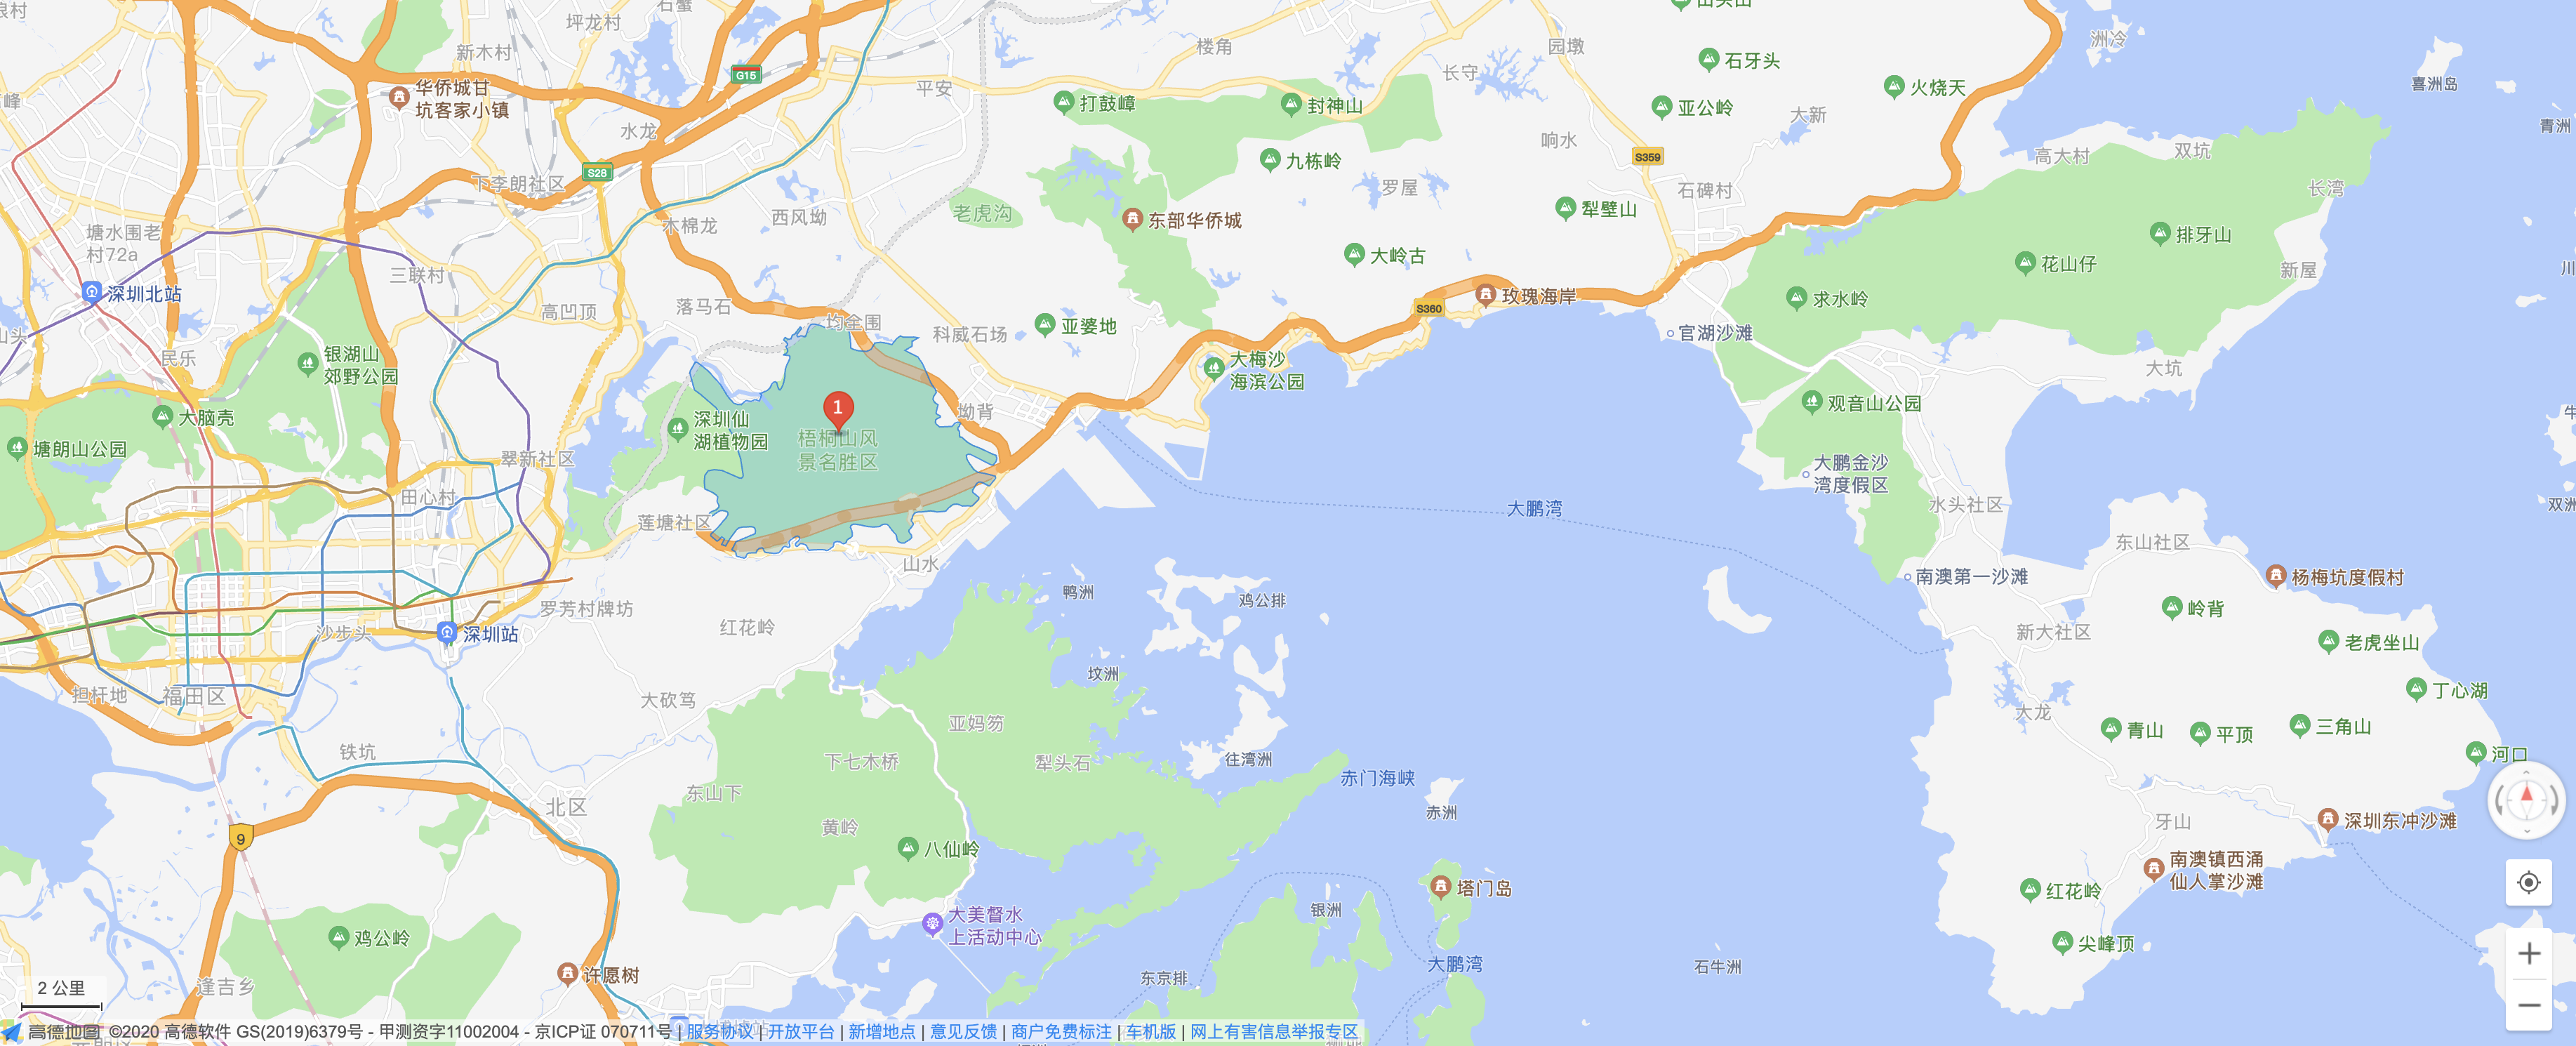 石蟹
坪龙村
新木村
华侨城甘
坑客家小镇
G15
平安
楼角
园墩
长守
石牙头
火烧天
洲冷
喜洲岛
打鼓嶂
封神山
亚公岭
大新
青洲
水龙
S28
下李朗社区
九栋岭
响水
S359
高大村
双坑
罗屋
石碑村
长湾
木棉龙
西风坳
老虎沟
东部华侨城
犁壁山
塘水围老
村72a
排牙山
三联村
大岭古
花山仔
新屋
深圳北站
高凹顶
落马石
均全围
科威石场
亚婆地
S360
玫瑰海岸
求水岭
官湖沙滩
民乐
银湖山
郊野公园
大梅沙
海滨公园
大坑
大脑壳
1
坳背
观音山公园
塘朗山公园
深圳仙
湖植物园
梧桐山风
景名胜区
翠新社区
大鹏金沙
湾度假区
田心村
莲塘社区
大鹏湾
水头社区
双洲
东山社区
山水
南澳第一沙滩
杨梅坑度假村
鸭洲
鸡公排
罗芳村牌坊
岭背
沙步头
深圳站
红花岭
新大社区
老虎坐山
坟洲
担杆地
福田区
大砍笃
丁心湖
亚妈笏
大龙
青山
平顶
三角山
铁坑
下七木桥
犁头石
往湾洲
赤门海峡
河口
东山下
北区
赤洲
黄岭
牙山
深圳东冲沙滩
9
八仙岭
塔门岛
南澳镇西涌
仙人掌沙滩
红花岭
银洲
大美督水
上活动中心
鸡公岭
尖峰顶
大鹏湾
石牛洲
许愿树
东京排
逢吉乡
2 公里
高德地图 ©2020 高德软件 GS(2019)6379号 - 甲测资字11002004 - 京ICP证 070711号 | 服务协议 | 开放平台 | 新增地点 | 意见反馈 | 商户免费标注 | 车机版 | 网上有害信息举报专区